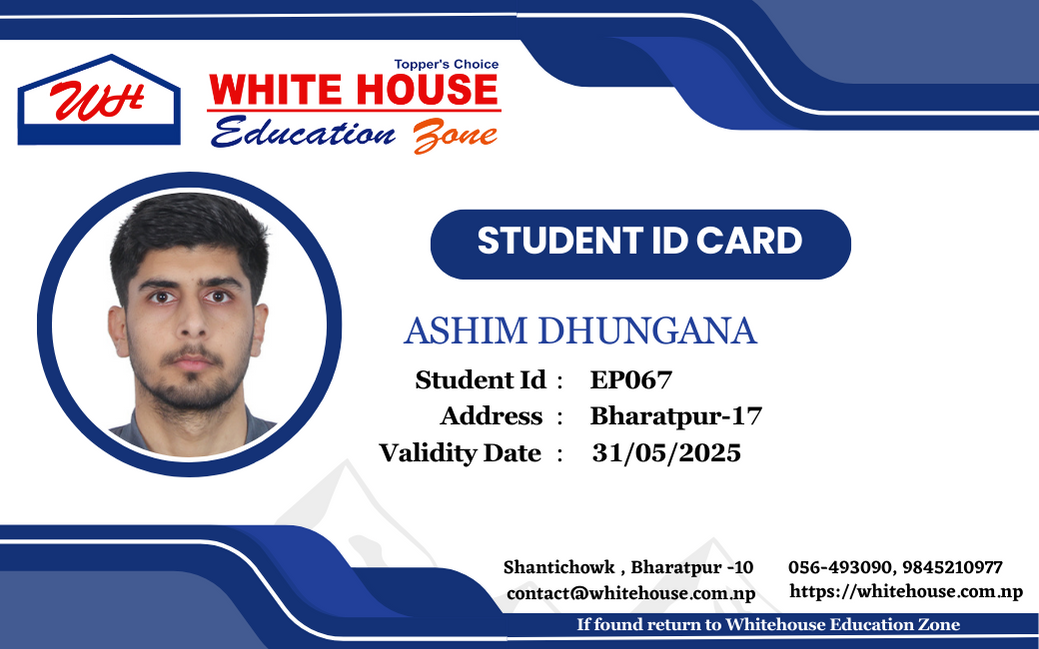 WH
Topper's Choice
WHITE HOUSE
Education Zone
STUDENT ID CARD
ASHIM DHUNGANA
Student Id : EP067
Address : Bharatpur-17
Validity Date : 31/05/2025
Shantichowk , Bharatpur -10
056-493090, 9845210977
contact@whitehouse.com.np
https://whitehouse.com.np
If found return to Whitehouse Education Zone